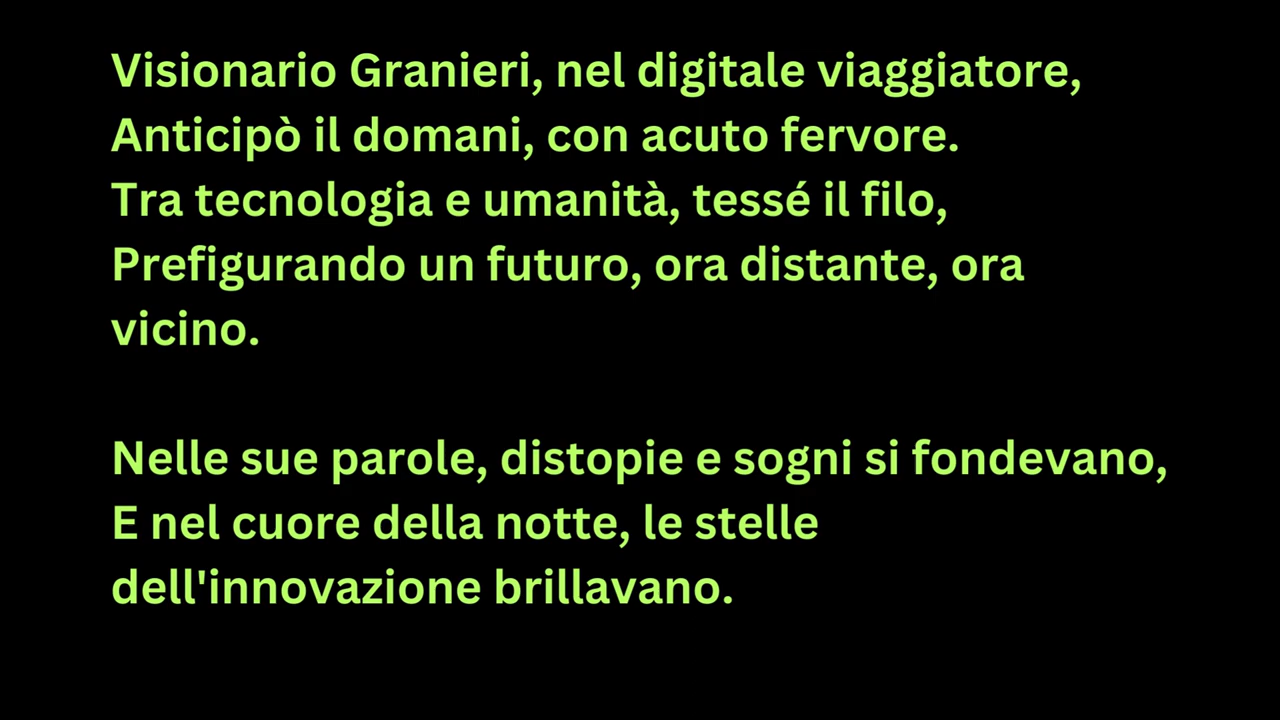 Visionario Granieri, nel digitale viaggiatore,
Anticipò il domani, con acuto fervore.
Tra tecnologia e umanità, tessé il filo,
Prefigurando un futuro, ora distante, ora
vicino.
Nelle sue parole, distopie e sogni si fondevano,
E nel cuore della notte, le stelle
dell'innovazione brillavano.